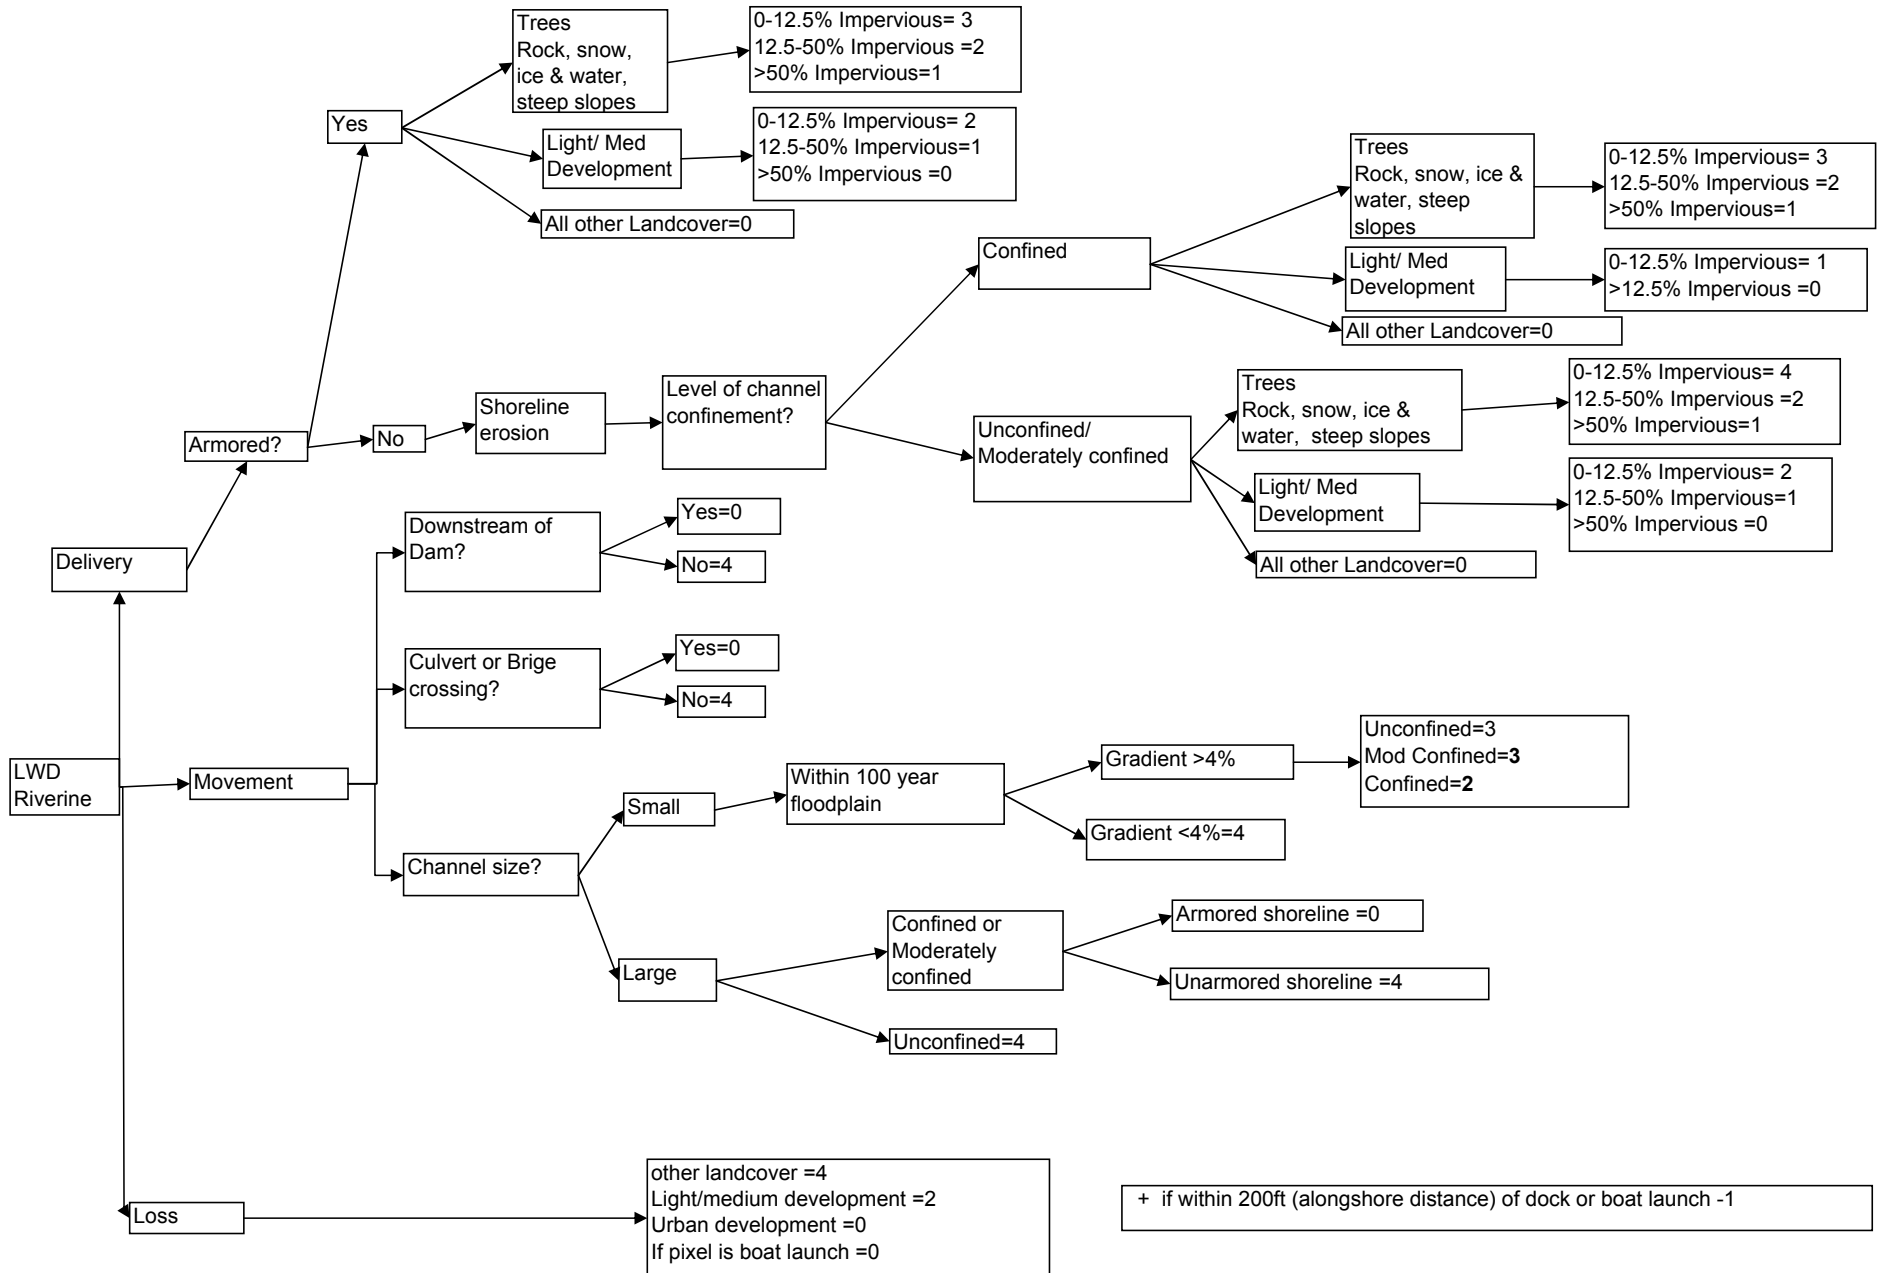 Trees
Rock, snow,
ice & water,
steep slopes
0-12.5% Impervious= 3
12.5-50% Impervious =2
>50% Impervious=1
Yes
Light/ Med
Development
0-12.5% Impervious= 2
12.5-50% Impervious=1
>50% Impervious =0
All other Landcover=0
Confined
Trees
Rock, snow, ice &
water, steep
slopes
0-12.5% Impervious= 3
12.5-50% Impervious =2
>50% Impervious=1
Light/ Med
Development
0-12.5% Impervious= 1
>12.5% Impervious =0
All other Landcover=0
Armored?
No
Shoreline
erosion
Level of channel
confinement?
Unconfined/
Moderately confined
Trees
Rock, snow, ice &
water,  steep slopes
0-12.5% Impervious= 4
12.5-50% Impervious =2
>50% Impervious=1
Light/ Med
Development
0-12.5% Impervious= 2
12.5-50% Impervious=1
>50% Impervious =0
All other Landcover=0
Delivery
Downstream of
Dam?
Yes=0
No=4
Culvert or Brige
crossing?
Yes=0
No=4
LWD
Riverine
Movement
Channel size?
Small
Within 100 year
floodplain
Gradient >4%
Unconfined=3
Mod Confined=3
Confined=2
Gradient <4%=4
Large
Confined or
Moderately
confined
Armored shoreline =0
Unarmored shoreline =4
Unconfined=4
Loss
other landcover =4
Light/medium development =2
Urban development =0
If pixel is boat launch =0
+ if within 200ft (alongshore distance) of dock or boat launch -1